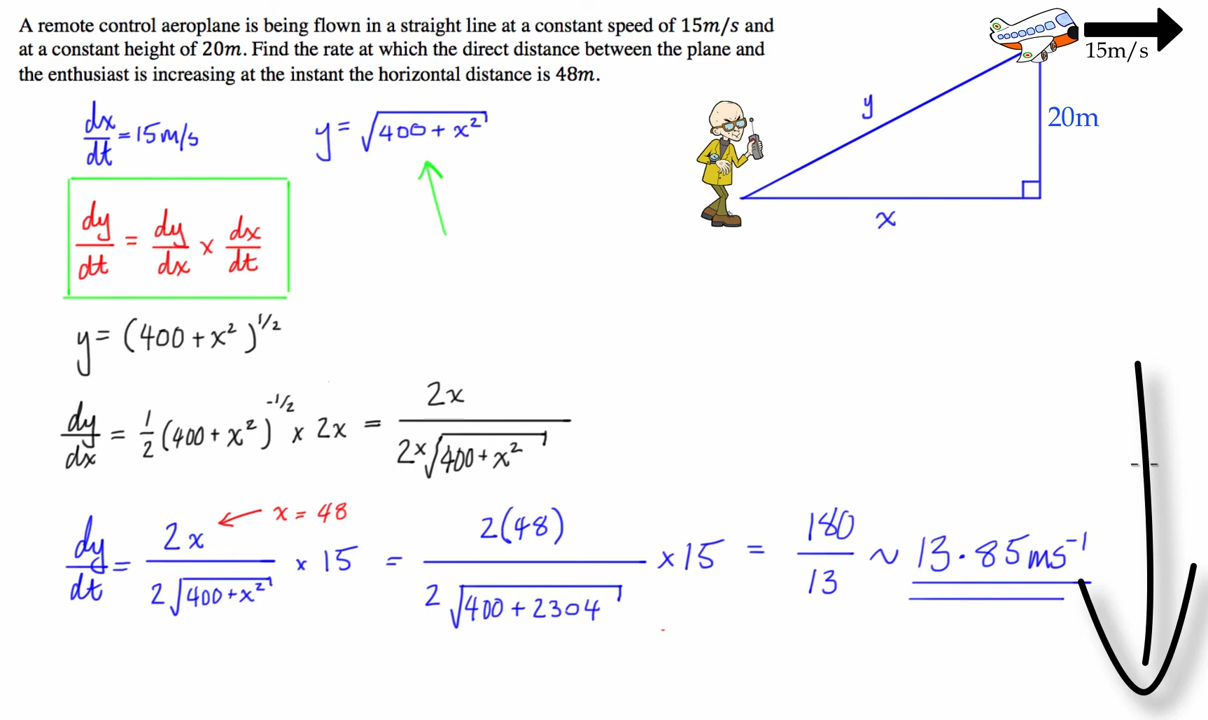 A remote control aeroplane is being flown in a straight line at a constant speed of 15m/s and
at a constant height of 20m. Find the rate at which the direct distance between the plane and
the enthusiast is increasing at the instant the horizontal distance is 48m.
15m/s
y
20m
x
dx/dt = 15m/s
y = √(400 + x²)
dy/dt = dy/dx × dx/dt
y = (400 + x²)^1/2
dy/dx = 1/2 (400 + x²)^-1/2 × 2x = 2x / 2×√(400 + x²)
x = 48
dy/dt = 2x / 2√(400+x²) × 15 = 2(48) / 2√(400 + 2304) × 15 = 180/13 ~ 13.85ms⁻¹